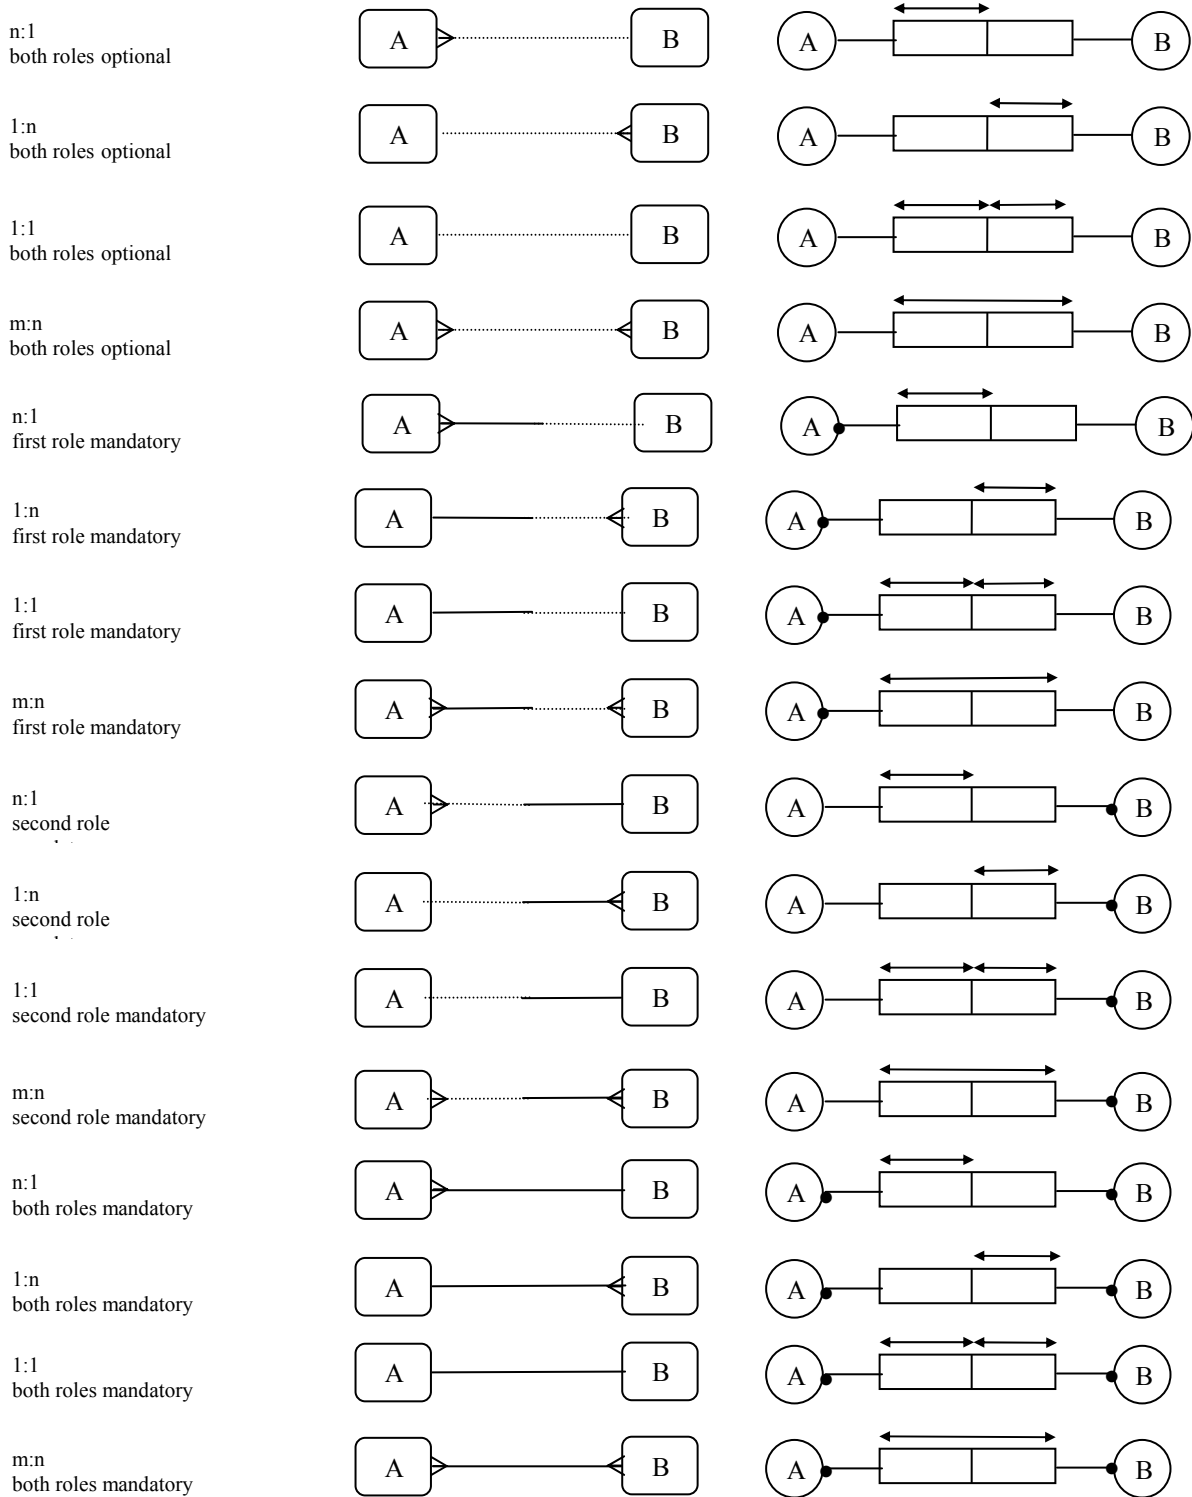 n:1
both roles optional
A B A B
1:n
both roles optional
A B A B
1:1
both roles optional
A B A B
m:n
both roles optional
A B A B
n:1
first role mandatory
A B A B
1:n
first role mandatory
A B A B
1:1
first role mandatory
A B A B
m:n
first role mandatory
A B A B
n:1
second role
A B A B
1:n
second role
A B A B
1:1
second role mandatory
A B A B
m:n
second role mandatory
A B A B
n:1
both roles mandatory
A B A B
1:n
both roles mandatory
A B A B
1:1
both roles mandatory
A B A B
m:n
both roles mandatory
A B A B